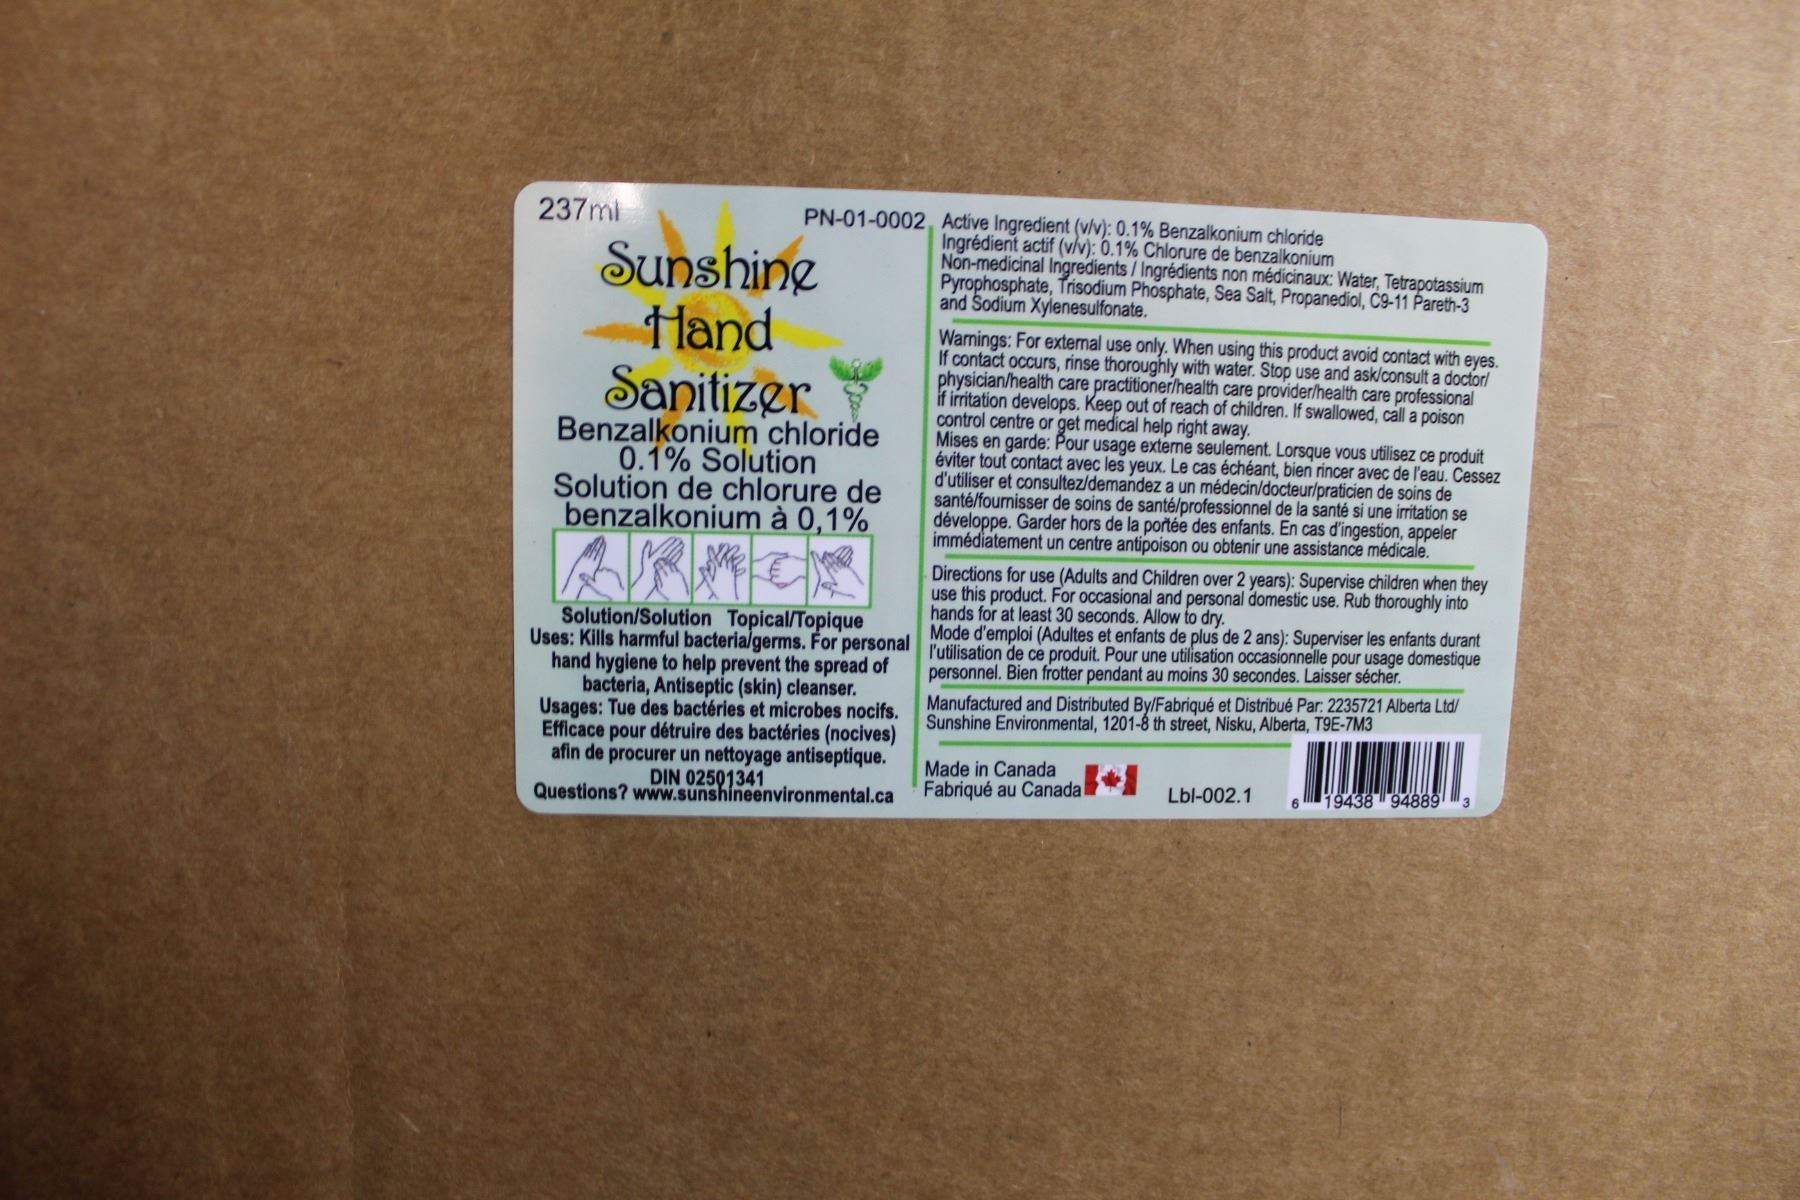 237ml
PN-01-0002
Sunshine
Hand
Sanitizer
Benzalkonium chloride
0.1% Solution
Solution de chlorure de
benzalkonium à 0,1%
Solution/Solution Topical/Topique
Uses: Kills harmful bacteria/germs. For personal
hand hygiene to help prevent the spread of
bacteria, Antiseptic (skin) cleanser.
Usages: Tue des bactéries et microbes nocifs.
Efficace pour détruire des bactéries (nocives)
afin de procurer un nettoyage antiseptique.
DIN 02501341
Questions? www.sunshineenvironmental.ca
Active Ingredient (v/v): 0.1% Benzalkonium chloride
Ingrédient actif (v/v): 0.1% Chlorure de benzalkonium
Non-medicinal Ingredients / Ingrédients non médicinaux: Water, Tetrapotassium
Pyrophosphate, Trisodium Phosphate, Sea Salt, Propanediol, C9-11 Pareth-3
and Sodium Xylenesulfonate.
Warnings: For external use only. When using this product avoid contact with eyes.
If contact occurs, rinse thoroughly with water. Stop use and ask/consult a doctor/
physician/health care practitioner/health care provider/health care professional
if irritation develops. Keep out of reach of children. If swallowed, call a poison
control centre or get medical help right away.
Mises en garde: Pour usage externe seulement. Lorsque vous utilisez ce produit
éviter tout contact avec les yeux. Le cas échéant, bien rincer avec de l'eau. Cessez
d'utiliser et consultez/demandez a un médecin/docteur/praticien de soins de
santé/fournisser de soins de santé/professionnel de la santé si une irritation se
développe. Garder hors de la portée des enfants. En cas d'ingestion, appeler
immédiatement un centre antipoison ou obtenir une assistance médicale.
Directions for use (Adults and Children over 2 years): Supervise children when they
use this product. For occasional and personal domestic use. Rub thoroughly into
hands for at least 30 seconds. Allow to dry.
Mode d'emploi (Adultes et enfants de plus de 2 ans): Superviser les enfants durant
l'utilisation de ce produit. Pour une utilisation occasionnelle pour usage domestique
personnel. Bien frotter pendant au moins 30 secondes. Laisser sécher.
Manufactured and Distributed By/Fabriqué et Distribué Par: 2235721 Alberta Ltd/
Sunshine Environmental, 1201-8 th street, Nisku, Alberta, T9E-7M3
Made in Canada
Fabriqué au Canada
Lbl-002.1
6 19438 94889 3